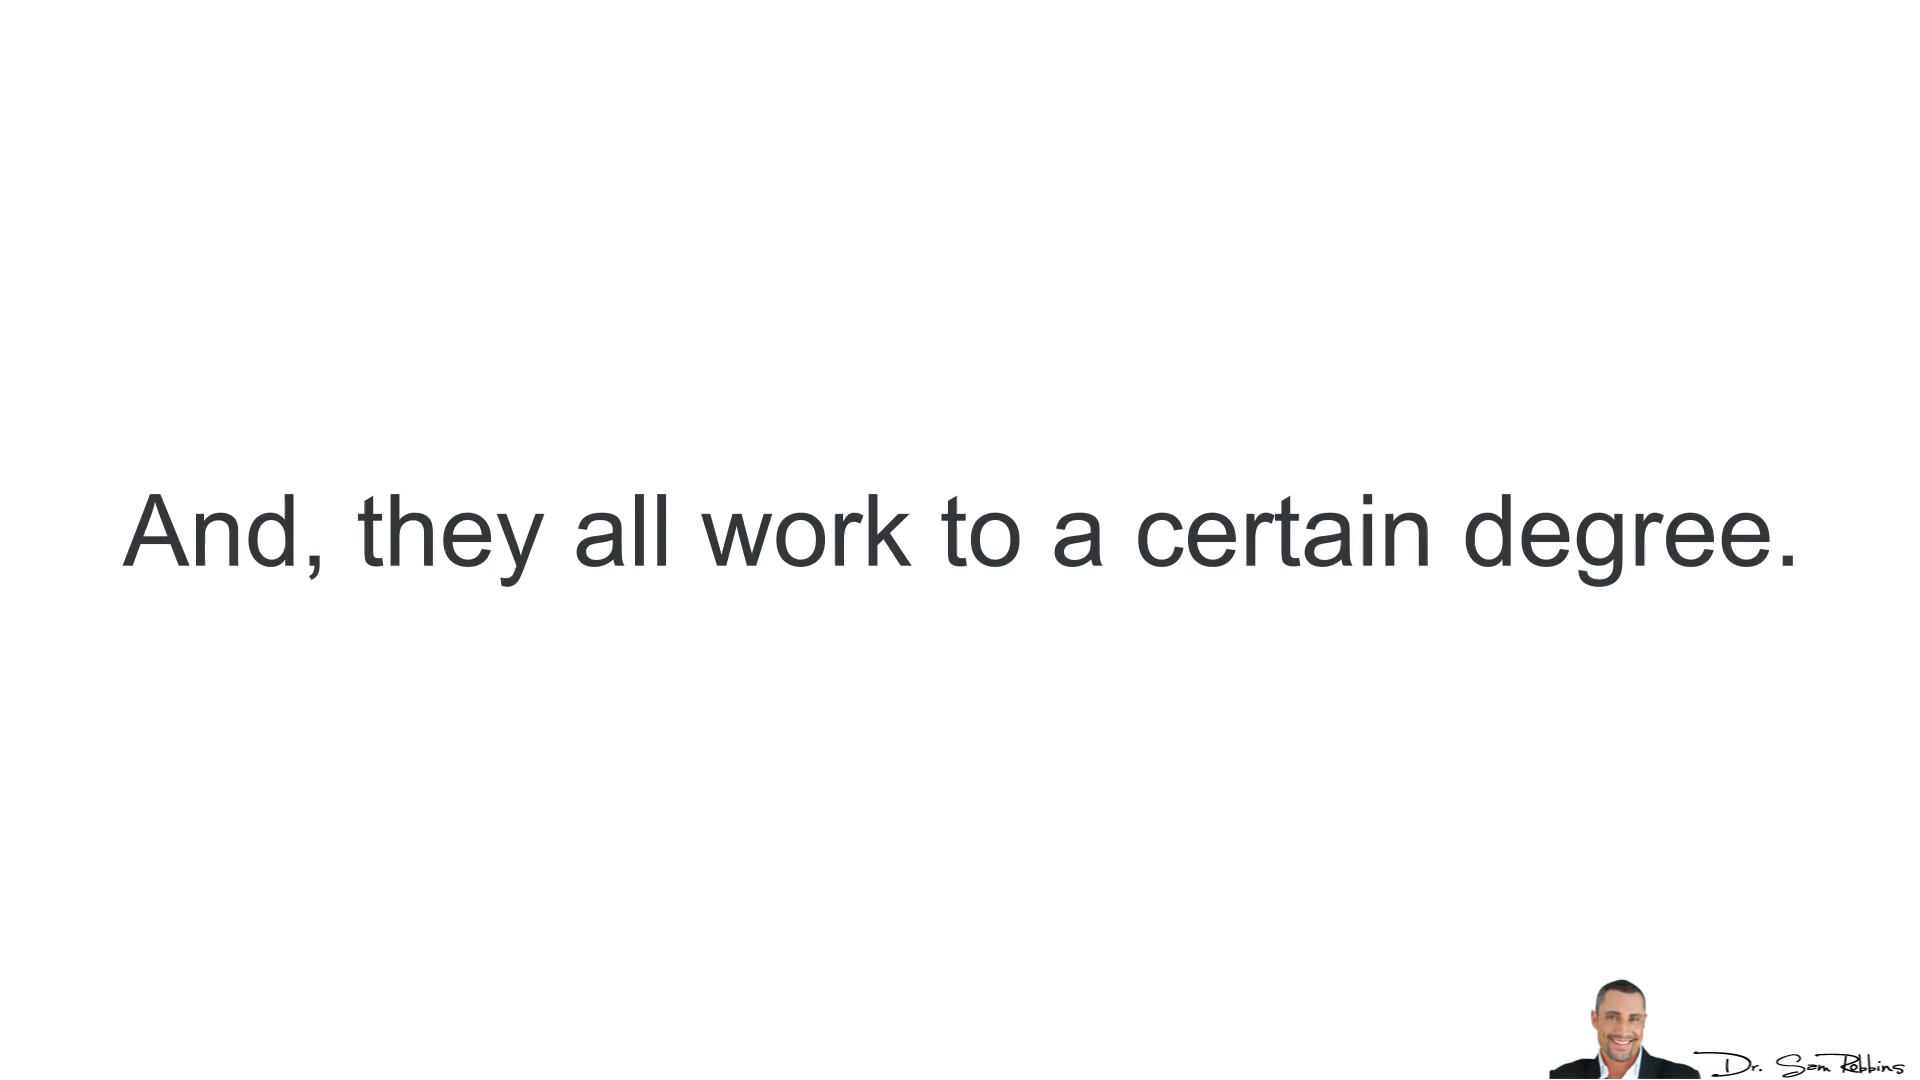 And, they all work to a certain degree.
Dr. Sam Robbins